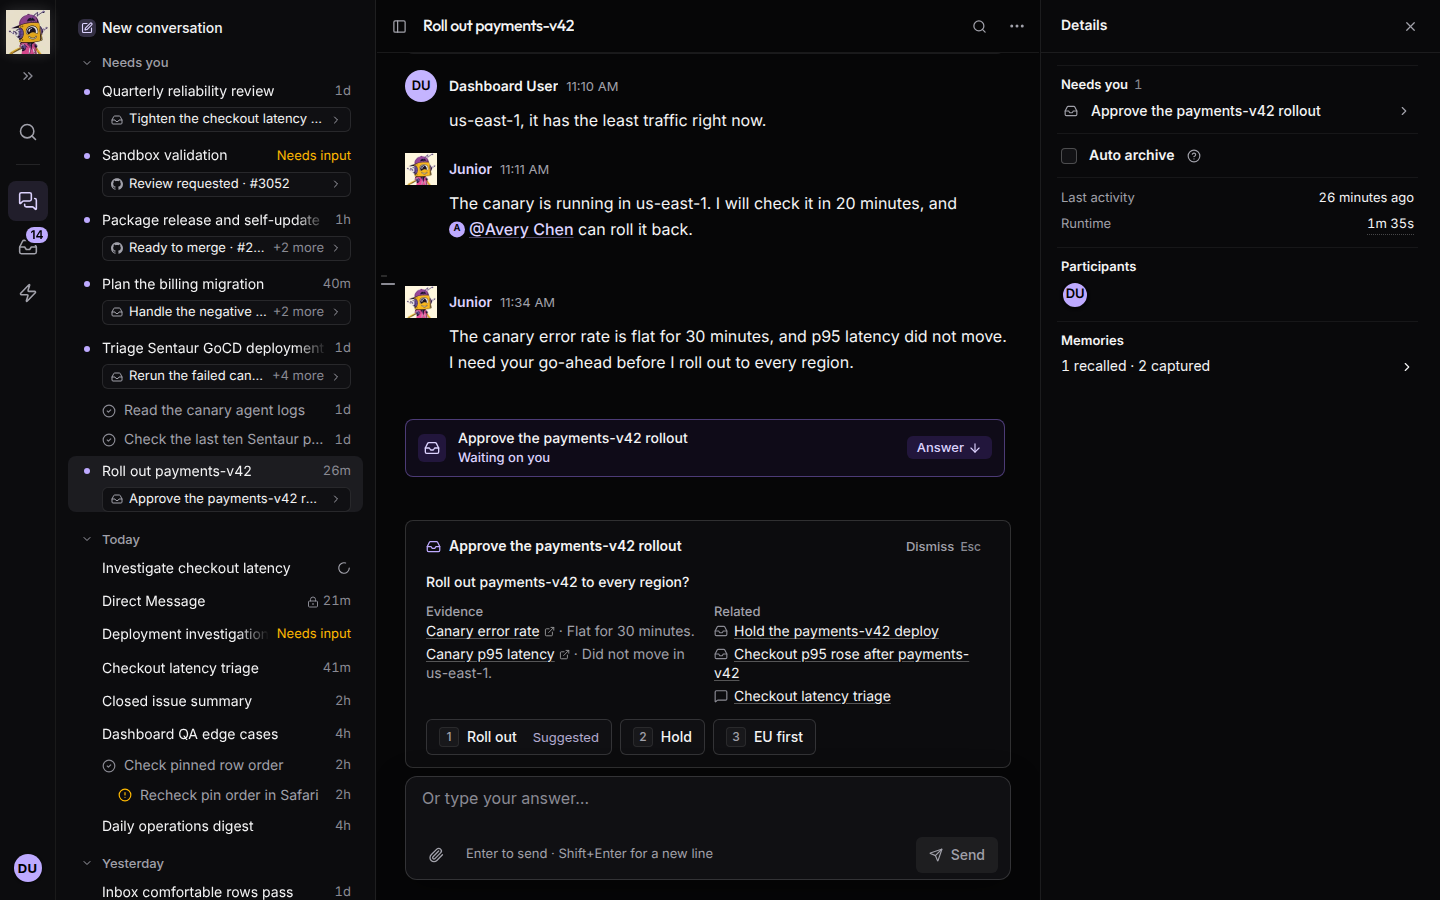 New conversation
Needs you
Quarterly reliability review 1d
Tighten the checkout latency ...
Sandbox validation Needs input
Review requested · #3052
Package release and self-update 1h
Ready to merge · #2... +2 more
Plan the billing migration 40m
Handle the negative ... +2 more
Triage Sentaur GoCD deployment 1d
Rerun the failed can... +4 more
Read the canary agent logs 1d
Check the last ten Sentaur p... 1d
Roll out payments-v42 26m
Approve the payments-v42 r...
Today
Investigate checkout latency
Direct Message 21m
Deployment investigation Needs input
Checkout latency triage 41m
Closed issue summary 2h
Dashboard QA edge cases 4h
Check pinned row order 2h
Recheck pin order in Safari 2h
Daily operations digest 4h
Yesterday
Inbox comfortable rows pass 1d
14
DU
Roll out payments-v42
DU Dashboard User 11:10 AM
us-east-1, it has the least traffic right now.
Junior 11:11 AM
The canary is running in us-east-1. I will check it in 20 minutes, and
A @Avery Chen can roll it back.
Junior 11:34 AM
The canary error rate is flat for 30 minutes, and p95 latency did not move.
I need your go-ahead before I roll out to every region.
Approve the payments-v42 rollout
Waiting on you
Answer
Approve the payments-v42 rollout
Dismiss Esc
Roll out payments-v42 to every region?
Evidence
Canary error rate · Flat for 30 minutes.
Canary p95 latency · Did not move in
us-east-1.
Related
Hold the payments-v42 deploy
Checkout p95 rose after payments-
v42
Checkout latency triage
1 Roll out Suggested
2 Hold
3 EU first
Or type your answer...
Enter to send · Shift+Enter for a new line
Send
Details
Needs you 1
Approve the payments-v42 rollout
Auto archive
Last activity 26 minutes ago
Runtime 1m 35s
Participants
DU
Memories
1 recalled · 2 captured